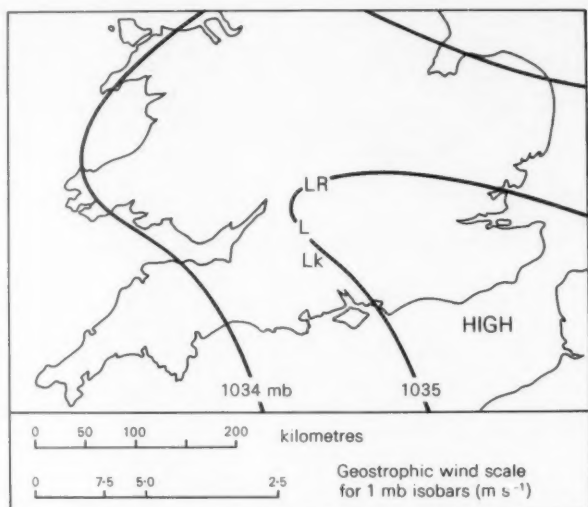 LR
L
Lk
HIGH
1034 mb
1035
0 50 100 200 kilometres
0 7·5 5·0 2·5
Geostrophic wind scale
for 1 mb isobars (m s⁻¹)